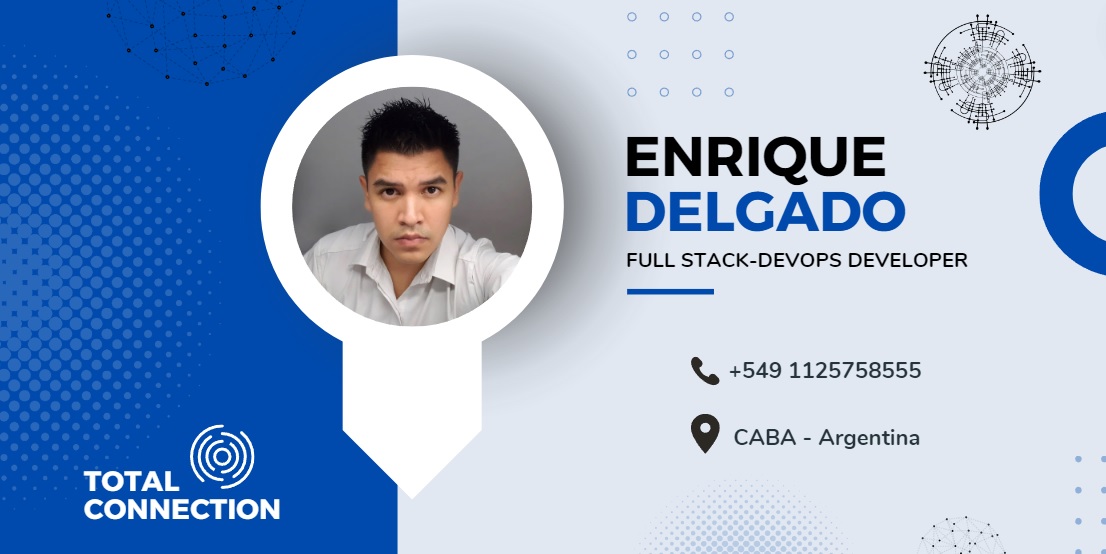 ENRIQUE
DELGADO
FULL STACK-DEVOPS DEVELOPER
+549 1125758555
CABA - Argentina
TOTAL
CONNECTION